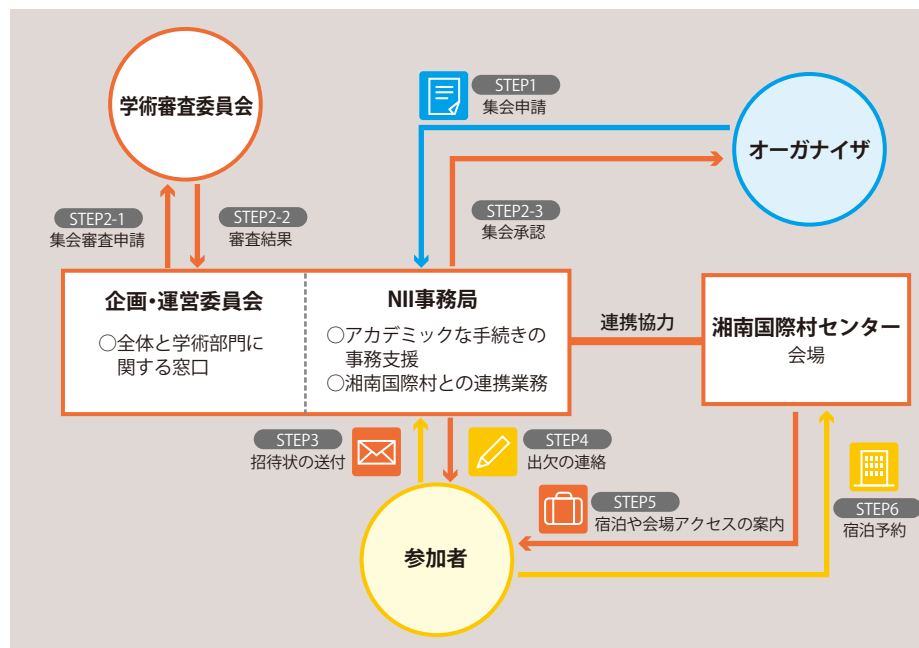 学術審査委員会
STEP1
集会申請
オーガナイザ
STEP2-1
集会審査申請
STEP2-2
審査結果
STEP2-3
集会承認
企画・運営委員会
○全体と学術部門に
関する窓口
NII事務局
○アカデミックな手続きの
事務支援
○湘南国際村との連携業務
連携協力
湘南国際村センター
会場
STEP3
招待状の送付
STEP4
出欠の連絡
STEP5
宿泊や会場アクセスの案内
STEP6
宿泊予約
参加者